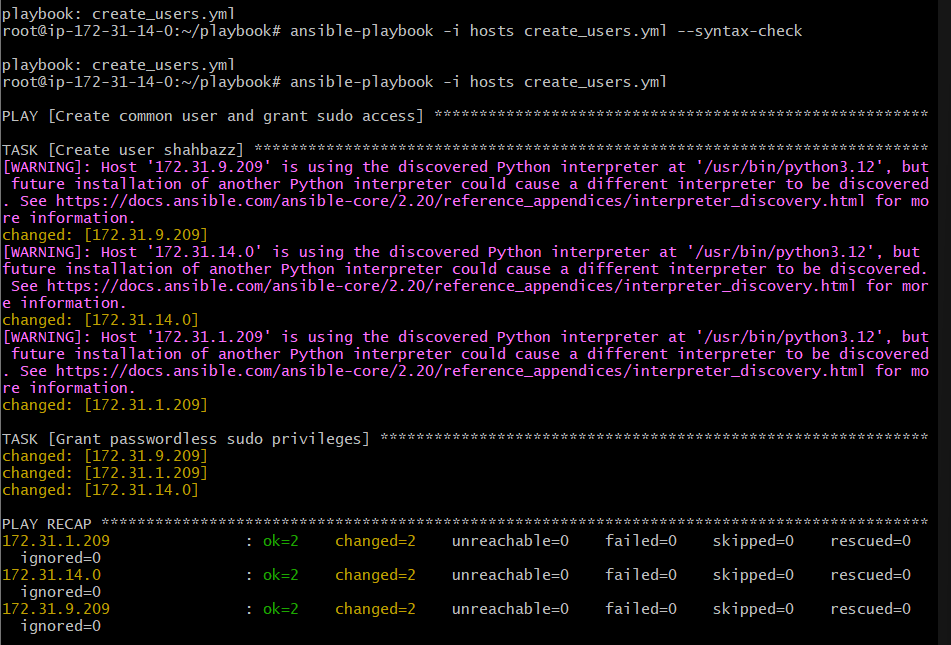 playbook: create_users.yml
root@ip-172-31-14-0:~/playbook# ansible-playbook -i hosts create_users.yml --syntax-check
playbook: create_users.yml
root@ip-172-31-14-0:~/playbook# ansible-playbook -i hosts create_users.yml
PLAY [Create common user and grant sudo access] *******************************************************
TASK [Create user shahbazz] ***************************************************************************
[WARNING]: Host '172.31.9.209' is using the discovered Python interpreter at '/usr/bin/python3.12', but
 future installation of another Python interpreter could cause a different interpreter to be discovered
. See https://docs.ansible.com/ansible-core/2.20/reference_appendices/interpreter_discovery.html for mo
re information.
changed: [172.31.9.209]
[WARNING]: Host '172.31.14.0' is using the discovered Python interpreter at '/usr/bin/python3.12', but
future installation of another Python interpreter could cause a different interpreter to be discovered.
 See https://docs.ansible.com/ansible-core/2.20/reference_appendices/interpreter_discovery.html for mor
e information.
changed: [172.31.14.0]
[WARNING]: Host '172.31.1.209' is using the discovered Python interpreter at '/usr/bin/python3.12', but
 future installation of another Python interpreter could cause a different interpreter to be discovered
. See https://docs.ansible.com/ansible-core/2.20/reference_appendices/interpreter_discovery.html for mo
re information.
changed: [172.31.1.209]
TASK [Grant passwordless sudo privileges] *************************************************************
changed: [172.31.9.209]
changed: [172.31.1.209]
changed: [172.31.14.0]
PLAY RECAP ********************************************************************************************
172.31.1.209               : ok=2    changed=2    unreachable=0    failed=0    skipped=0    rescued=0
  ignored=0
172.31.14.0                : ok=2    changed=2    unreachable=0    failed=0    skipped=0    rescued=0
  ignored=0
172.31.9.209               : ok=2    changed=2    unreachable=0    failed=0    skipped=0    rescued=0
  ignored=0